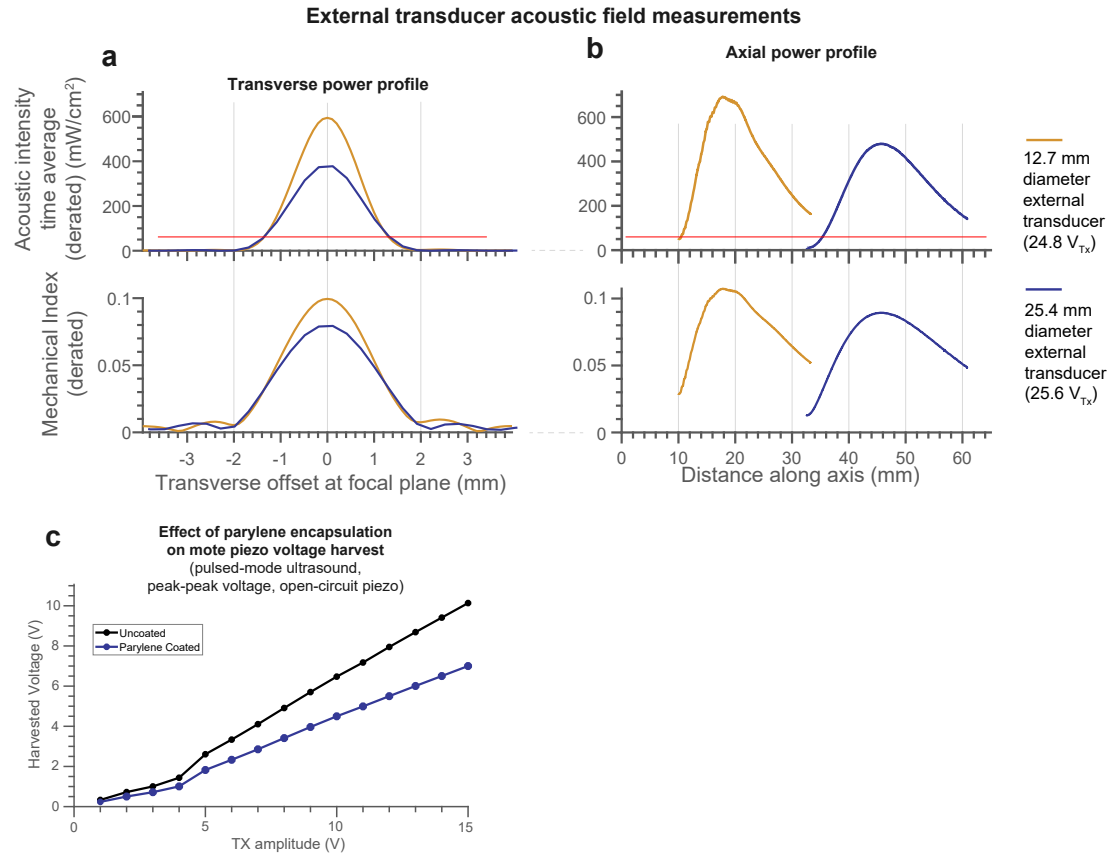 External transducer acoustic field measurements
a
b
Transverse power profile
Axial power profile
Acoustic intensity
time average
(derated) (mW/cm²)
600
400
200
0
600
400
200
0
12.7 mm
diameter
external
transducer
(24.8 V_Tx)
25.4 mm
diameter
external
transducer
(25.6 V_Tx)
Mechanical Index
(derated)
0.1
0.05
0
0.1
0.05
0
-3 -2 -1 0 1 2 3
Transverse offset at focal plane (mm)
0 10 20 30 40 50 60
Distance along axis (mm)
c
Effect of parylene encapsulation
on mote piezo voltage harvest
(pulsed-mode ultrasound,
peak-peak voltage, open-circuit piezo)
Harvested Voltage (V)
10
8
6
4
2
0
Uncoated
Parylene Coated
0 5 10 15
TX amplitude (V)